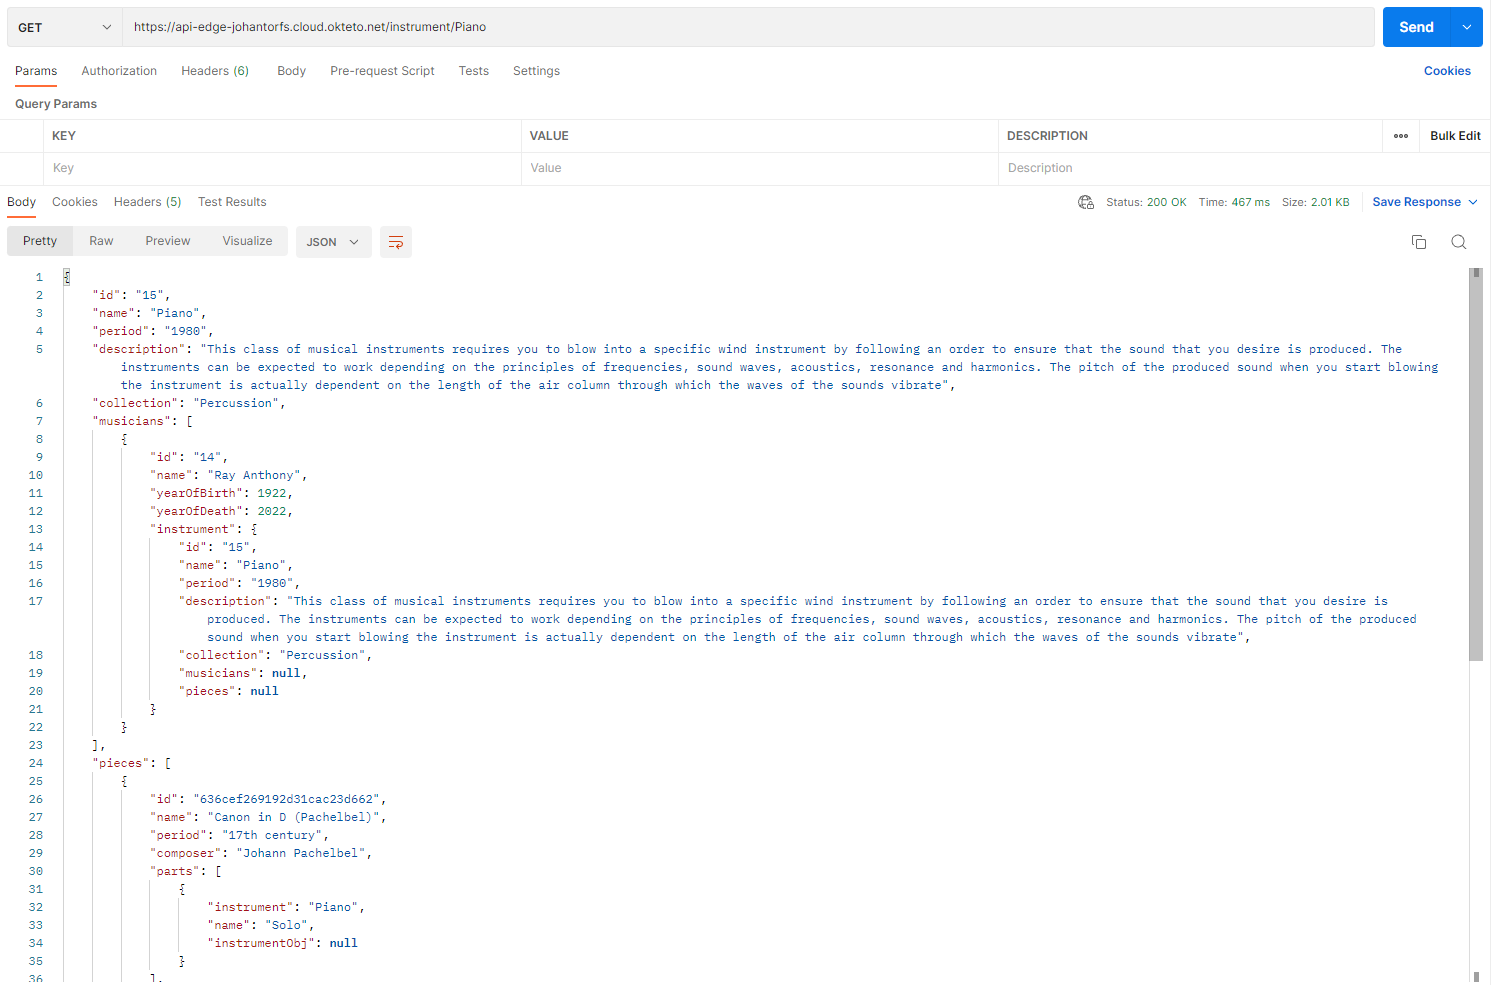 GET https://api-edge-johantorfs.cloud.okteto.net/instrument/Piano Send
Params Authorization Headers (6) Body Pre-request Script Tests Settings Cookies
Query Params
KEY VALUE DESCRIPTION ooo Bulk Edit
Key Value Description
Body Cookies Headers (5) Test Results Status: 200 OK Time: 467 ms Size: 2.01 KB Save Response
Pretty Raw Preview Visualize JSON
1 {
2 "id": "15",
3 "name": "Piano",
4 "period": "1980",
5 "description": "This class of musical instruments requires you to blow into a specific wind instrument by following an order to ensure that the sound that you desire is produced. The
instruments can be expected to work depending on the principles of frequencies, sound waves, acoustics, resonance and harmonics. The pitch of the produced sound when you start blowing
the instrument is actually dependent on the length of the air column through which the waves of the sounds vibrate",
6 "collection": "Percussion",
7 "musicians": [
8 {
9 "id": "14",
10 "name": "Ray Anthony",
11 "yearOfBirth": 1922,
12 "yearOfDeath": 2022,
13 "instrument": {
14 "id": "15",
15 "name": "Piano",
16 "period": "1980",
17 "description": "This class of musical instruments requires you to blow into a specific wind instrument by following an order to ensure that the sound that you desire is
produced. The instruments can be expected to work depending on the principles of frequencies, sound waves, acoustics, resonance and harmonics. The pitch of the produced
sound when you start blowing the instrument is actually dependent on the length of the air column through which the waves of the sounds vibrate",
18 "collection": "Percussion",
19 "musicians": null,
20 "pieces": null
21 }
22 }
23 ],
24 "pieces": [
25 {
26 "id": "636cef269192d31cac23d662",
27 "name": "Canon in D (Pachelbel)",
28 "period": "17th century",
29 "composer": "Johann Pachelbel",
30 "parts": [
31 {
32 "instrument": "Piano",
33 "name": "Solo",
34 "instrumentObj": null
35 }
36 ],